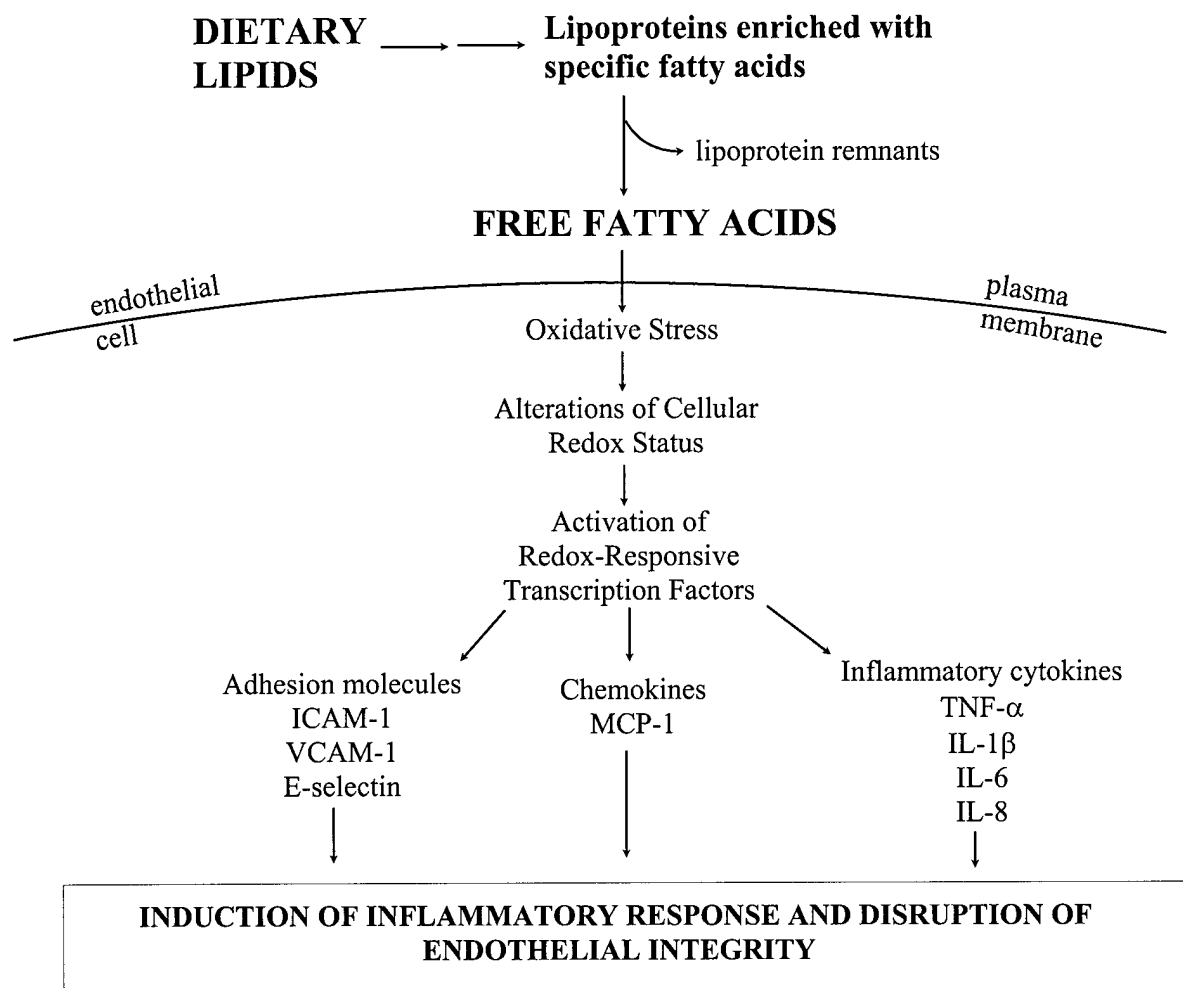 DIETARY
LIPIDS
Lipoproteins enriched with
specific fatty acids
lipoprotein remnants
FREE FATTY ACIDS
endothelial
cell
plasma
membrane
Oxidative Stress
Alterations of Cellular
Redox Status
Activation of
Redox-Responsive
Transcription Factors
Adhesion molecules
ICAM-1
VCAM-1
E-selectin
Chemokines
MCP-1
Inflammatory cytokines
TNF-α
IL-1β
IL-6
IL-8
INDUCTION OF INFLAMMATORY RESPONSE AND DISRUPTION OF
ENDOTHELIAL INTEGRITY